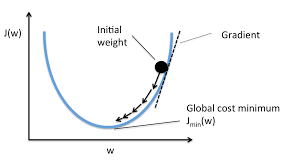 J(w)
Initial
weight
Gradient
Global cost minimum
Jmin(w)
w